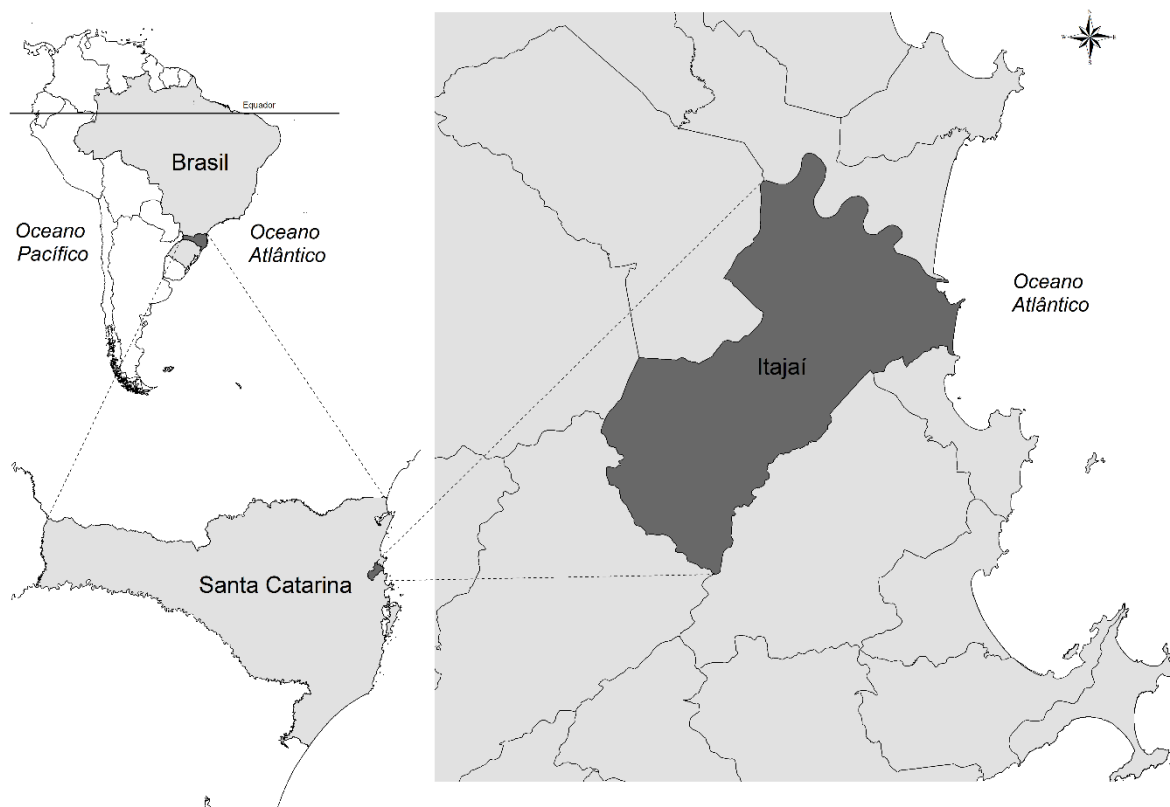 Equador
Brasil
Oceano
Pacífico
Oceano
Atlântico
Santa Catarina
Itajaí
Oceano
Atlântico